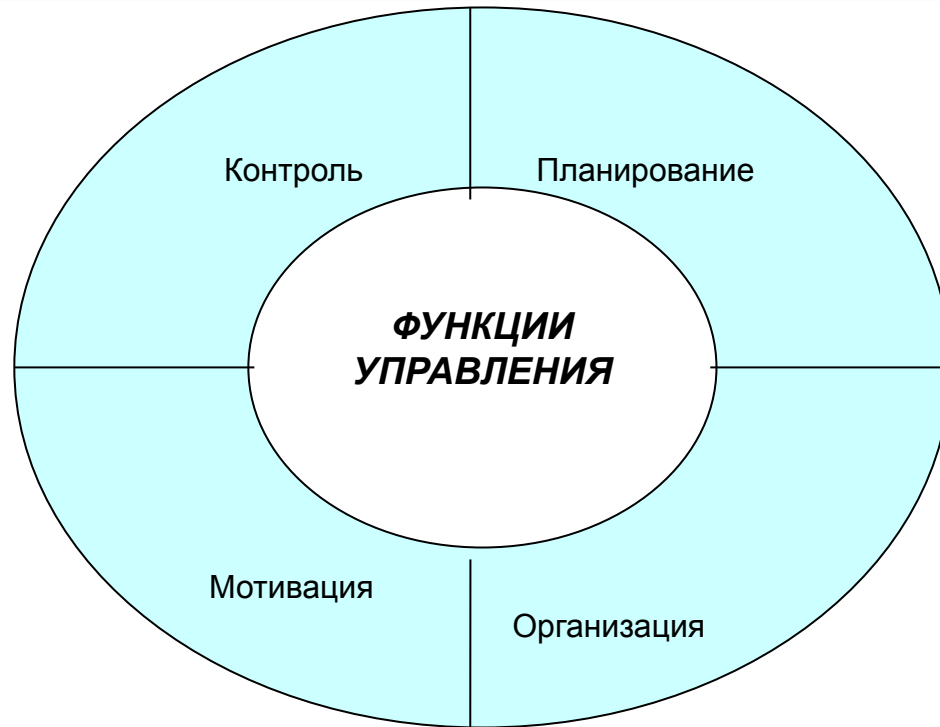 Контроль
Планирование
ФУНКЦИИ
УПРАВЛЕНИЯ
Мотивация
Организация